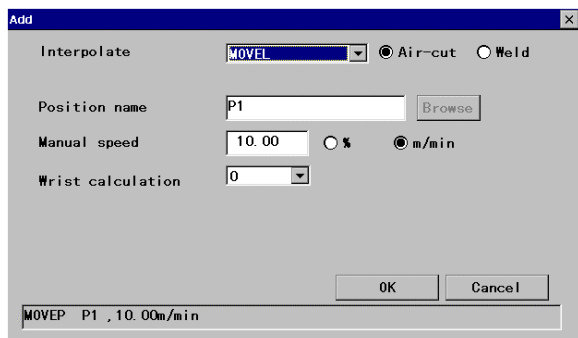 Add
Interpolate MOVEL Air-cut Weld
Position name P1 Browse
Manual speed 10.00 % m/min
Wrist calculation 0
OK Cancel
MOVEP P1 ,10.00m/min